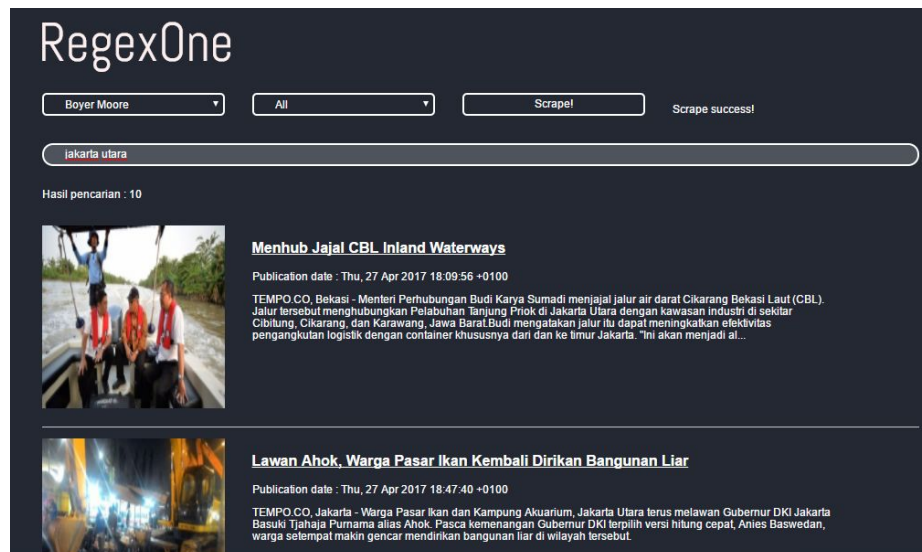 RegexOne
Boyer Moore
All
Scrape!
Scrape success!
jakarta utara
Hasil pencarian : 10
Menhub Jajal CBL Inland Waterways
Publication date : Thu, 27 Apr 2017 18:09:56 +0100
TEMPO.CO, Bekasi - Menteri Perhubungan Budi Karya Sumadi menjajal jalur air darat Cikarang Bekasi Laut (CBL).
Jalur tersebut menghubungkan Pelabuhan Tanjung Priok di Jakarta Utara dengan kawasan industri di sekitar
Cibitung, Cikarang, dan Karawang, Jawa Barat.Budi mengatakan jalur itu dapat meningkatkan efektivitas
pengangkutan logistik dengan container khususnya dari dan ke timur Jakarta. "Ini akan menjadi al...
Lawan Ahok, Warga Pasar Ikan Kembali Dirikan Bangunan Liar
Publication date : Thu, 27 Apr 2017 18:47:40 +0100
TEMPO.CO, Jakarta - Warga Pasar Ikan dan Kampung Akuarium, Jakarta Utara terus melawan Gubernur DKI Jakarta
Basuki Tjahaja Purnama alias Ahok. Pasca kemenangan Gubernur DKI terpilih versi hitung cepat, Anies Baswedan,
warga setempat makin gencar mendirikan bangunan liar di wilayah tersebut.